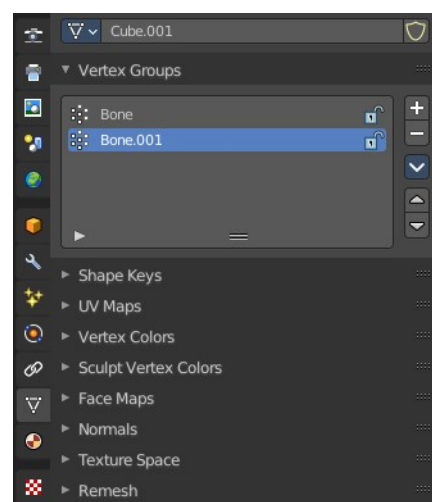 Cube.001
Vertex Groups
Bone
Bone.001
Shape Keys
UV Maps
Vertex Colors
Sculpt Vertex Colors
Face Maps
Normals
Texture Space
Remesh